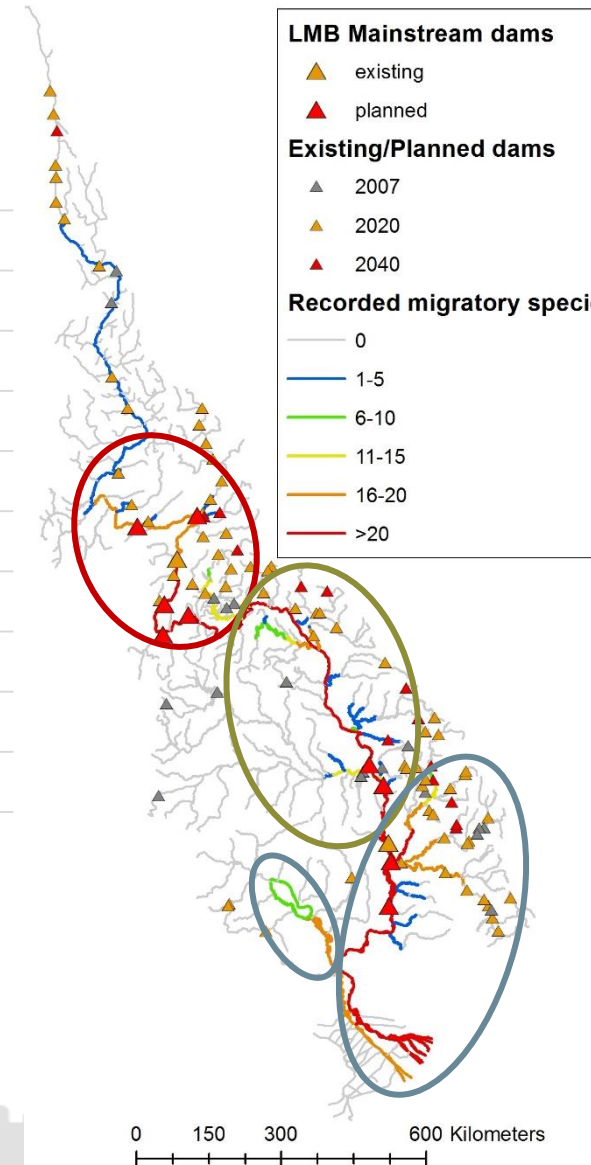 LMB Mainstream dams
existing
planned
Existing/Planned dams
2007
2020
2040
Recorded migratory speci
0
1-5
6-10
11-15
16-20
>20
0 150 300 600 Kilometers